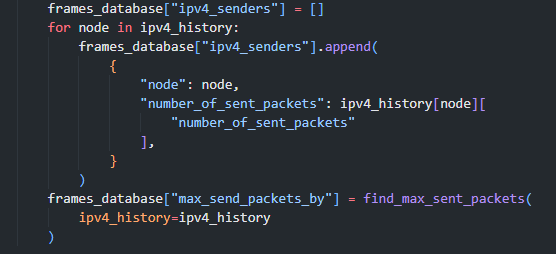 frames_database["ipv4_senders"] = []
for node in ipv4_history:
    frames_database["ipv4_senders"].append(
        {
            "node": node,
            "number_of_sent_packets": ipv4_history[node][
                "number_of_sent_packets"
            ],
        }
    )
frames_database["max_send_packets_by"] = find_max_sent_packets(
    ipv4_history=ipv4_history
)